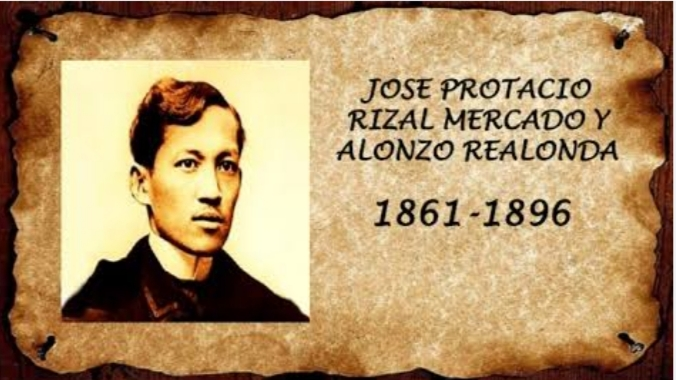 JOSE PROTACIO
RIZAL MERCADO Y
ALONZO REALONDA
1861-1896